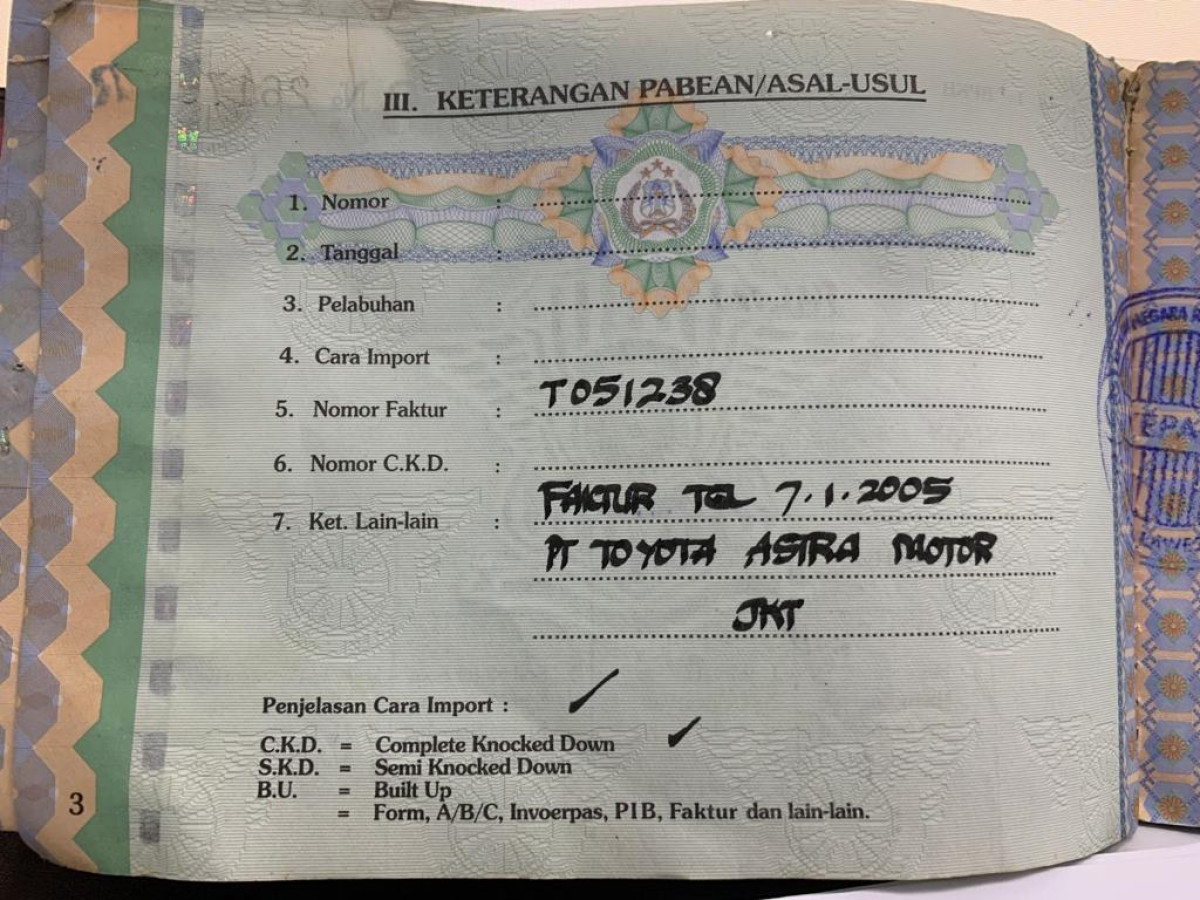 III. KETERANGAN PABEAN/ASAL-USUL
1. Nomor :
2. Tanggal :
3. Pelabuhan :
4. Cara Import :
5. Nomor Faktur : T051238
6. Nomor C.K.D. :
7. Ket. Lain-lain : FAKTUR TGL 7.1.2005
PT TOYOTA ASTRA MOTOR
JKT
Penjelasan Cara Import :
C.K.D. = Complete Knocked Down
S.K.D. = Semi Knocked Down
B.U. = Built Up
= Form, A/B/C, Invoerpas, PIB, Faktur dan lain-lain.
3